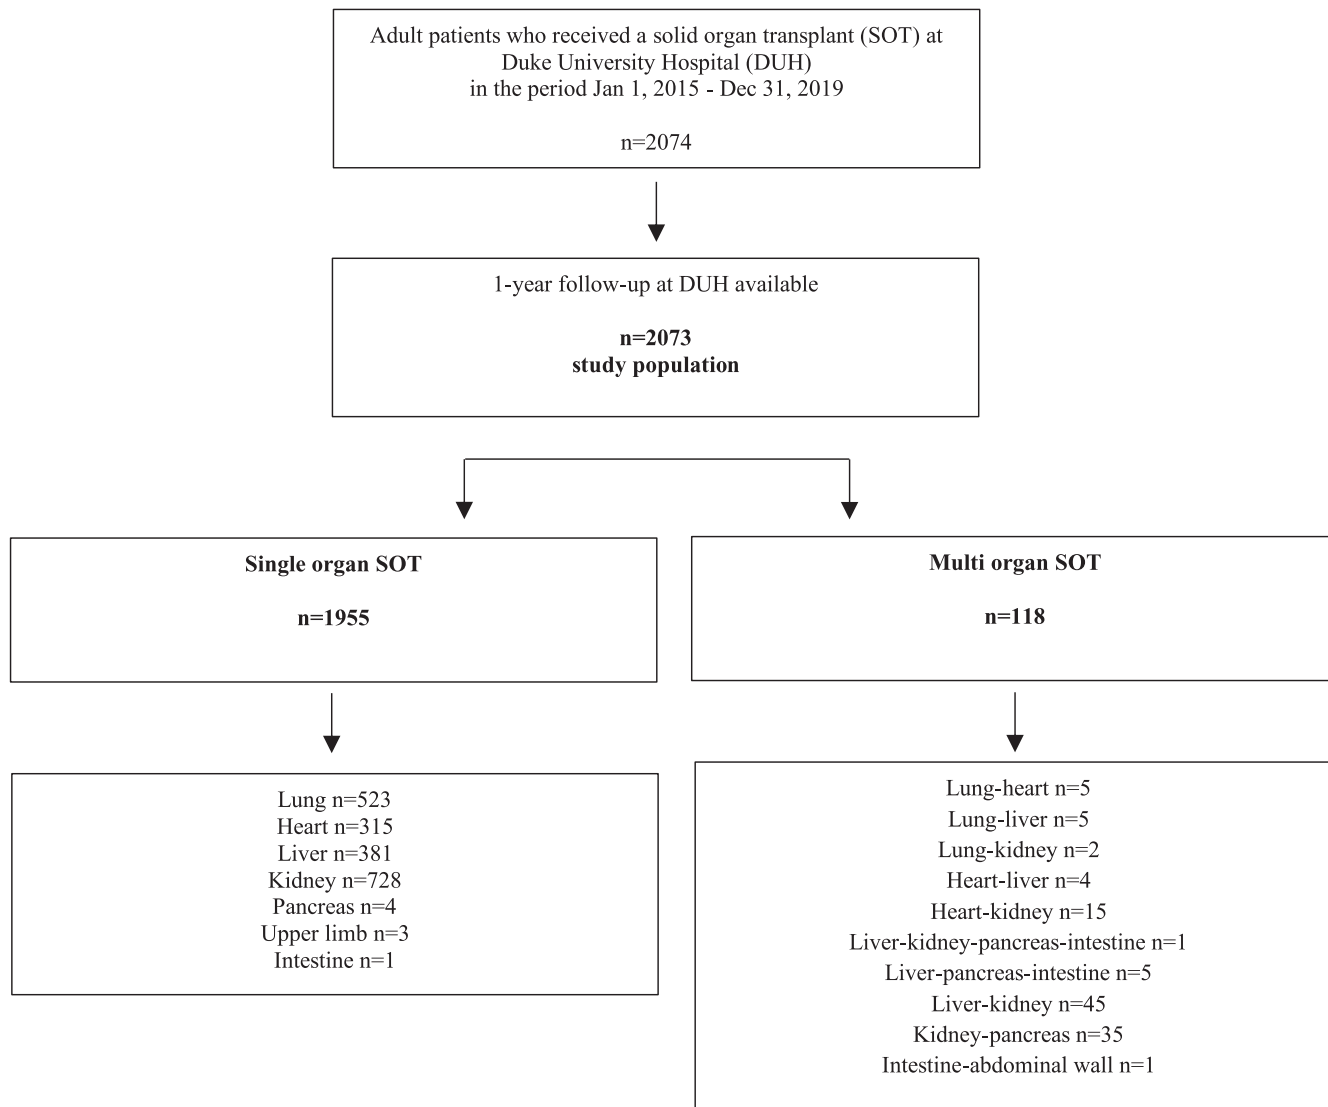 Adult patients who received a solid organ transplant (SOT) at
Duke University Hospital (DUH)
in the period Jan 1, 2015 - Dec 31, 2019
n=2074
1-year follow-up at DUH available
n=2073
study population
Single organ SOT
n=1955
Multi organ SOT
n=118
Lung n=523
Heart n=315
Liver n=381
Kidney n=728
Pancreas n=4
Upper limb n=3
Intestine n=1
Lung-heart n=5
Lung-liver n=5
Lung-kidney n=2
Heart-liver n=4
Heart-kidney n=15
Liver-kidney-pancreas-intestine n=1
Liver-pancreas-intestine n=5
Liver-kidney n=45
Kidney-pancreas n=35
Intestine-abdominal wall n=1